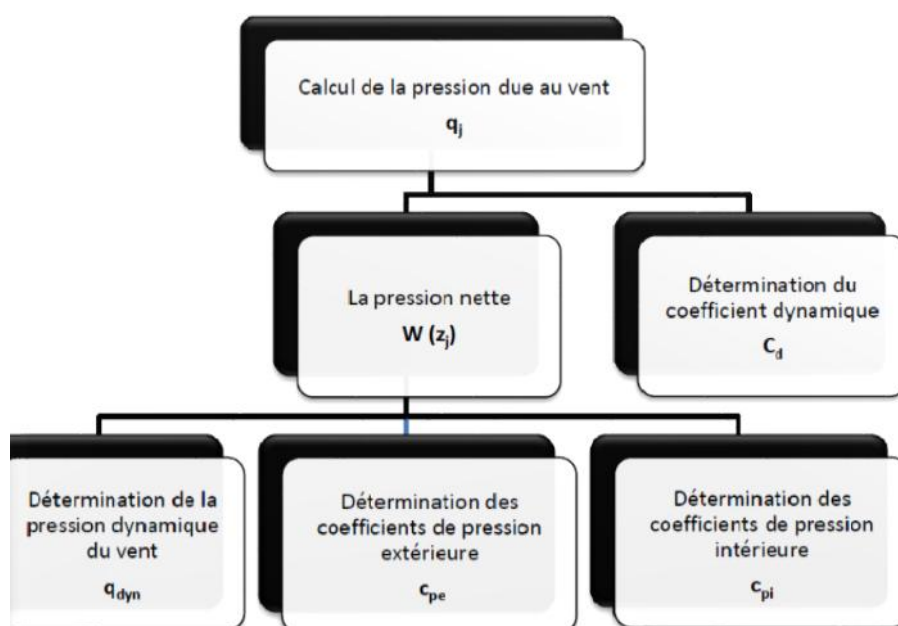 Calcul de la pression due au vent
qj
La pression nette
W (zj)
Détermination du
coefficient dynamique
Cd
Détermination de la
pression dynamique
du vent
qdyn
Détermination des
coefficients de pression
extérieure
cpe
Détermination des
coefficients de pression
intérieure
cpi